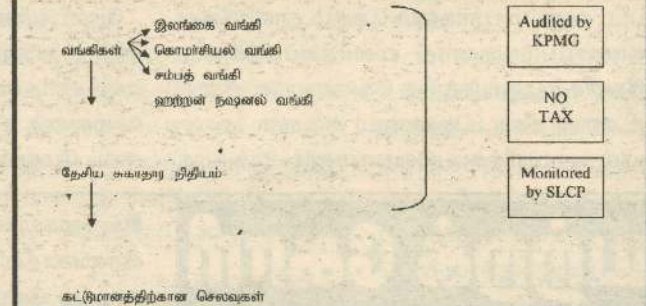 இலங்கை வங்கி
வங்கிகள்
கொமர்சியல் வங்கி
சம்பத் வங்கி
ஹற்றன் நஷனல் வங்கி
தேசிய சுகாதார நிதியம்
கட்டுமானத்திற்கான செலவுகள்
Audited by
KPMG
NO
TAX
Monitored
by SLCP